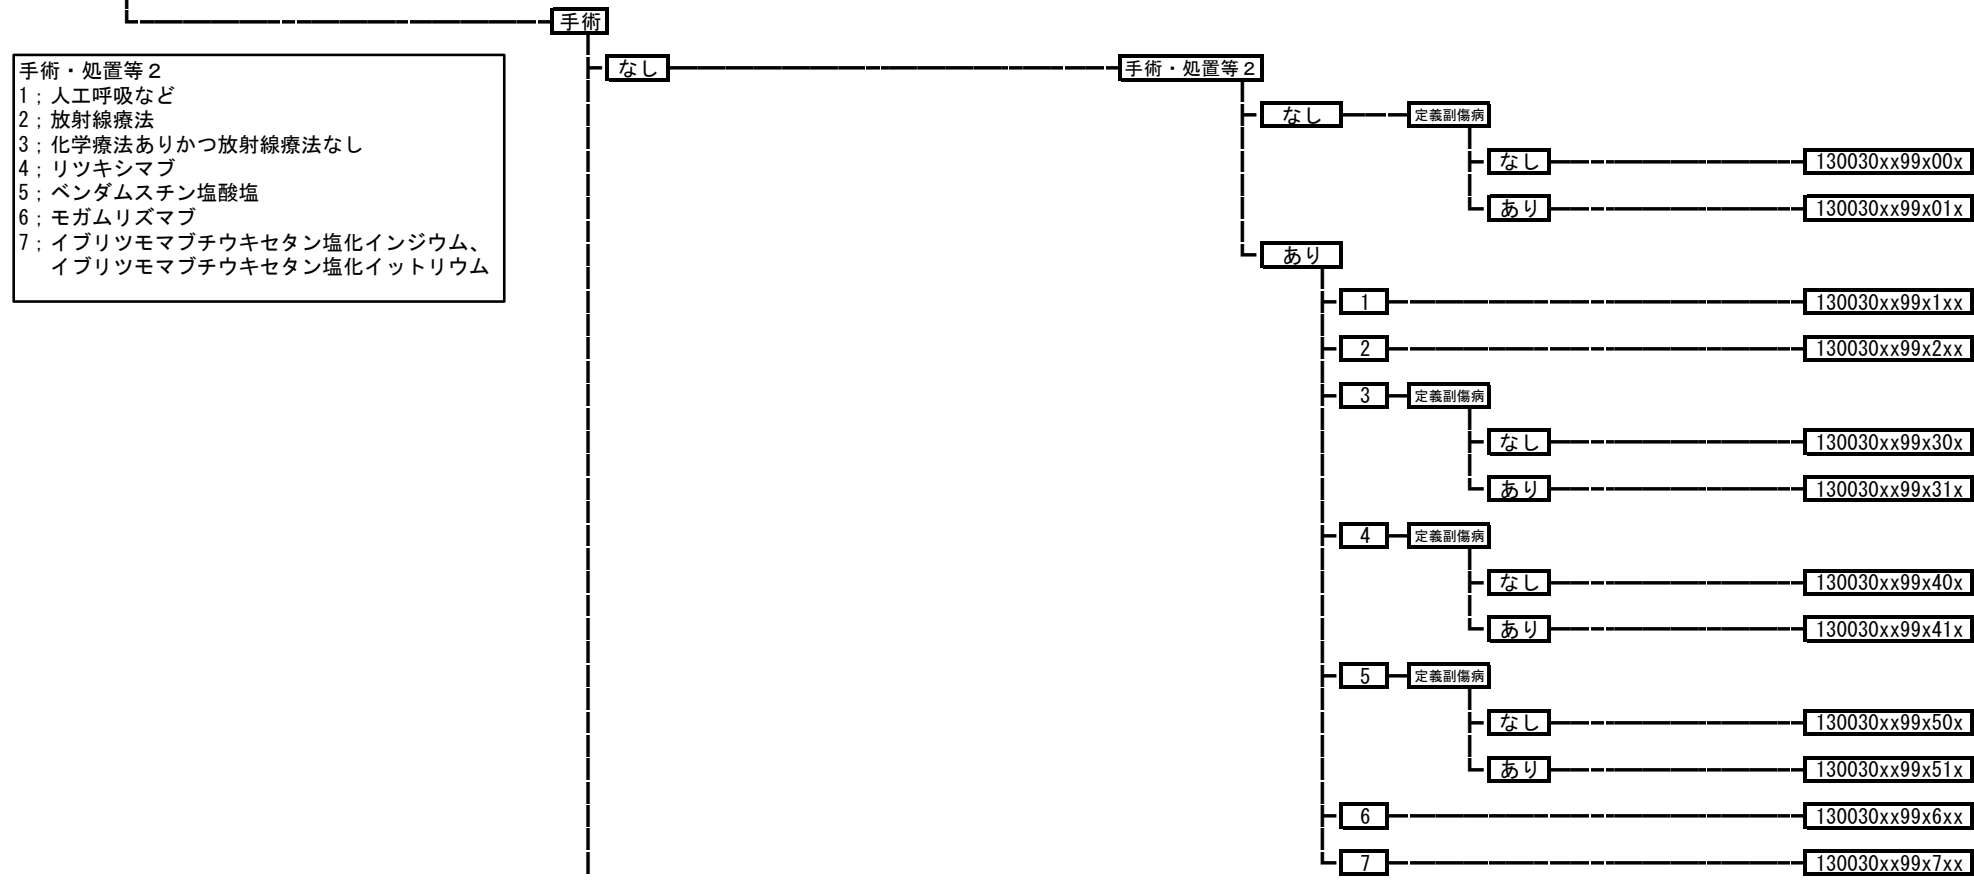 手術
手術・処置等２
1；人工呼吸など
2；放射線療法
3；化学療法ありかつ放射線療法なし
4；リツキシマブ
5；ベンダムスチン塩酸塩
6；モガムリズマブ
7；イブリツモマブチウキセタン塩化インジウム、
イブリツモマブチウキセタン塩化イットリウム
なし
手術・処置等２
なし
定義副傷病
なし
130030xx99x00x
あり
130030xx99x01x
あり
1
130030xx99x1xx
2
130030xx99x2xx
3
定義副傷病
なし
130030xx99x30x
あり
130030xx99x31x
4
定義副傷病
なし
130030xx99x40x
あり
130030xx99x41x
5
定義副傷病
なし
130030xx99x50x
あり
130030xx99x51x
6
130030xx99x6xx
7
130030xx99x7xx